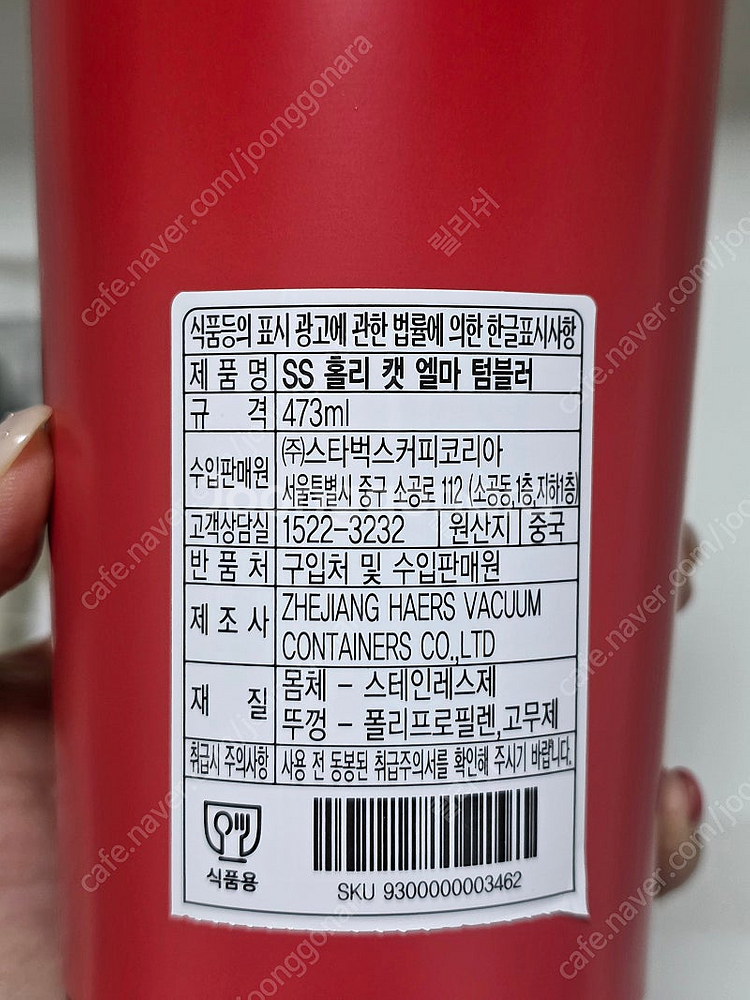 식품등의 표시 광고에 관한 법률에 의한 한글표시사항
제품명 SS 홀리 캣 엘마 텀블러
규격 473ml
수입판매원 (주)스타벅스커피코리아
서울특별시 중구 소공로 112 (소공동,1층,지하1층)
고객상담실 1522-3232 원산지 중국
반품처 구입처 및 수입판매원
제조사 ZHEJIANG HAERS VACUUM
CONTAINERS CO.,LTD
재질 몸체 - 스테인레스제
뚜껑 - 폴리프로필렌,고무제
취급시 주의사항 사용 전 동봉된 취급주의서를 확인해 주시기 바랍니다.
식품용
SKU 9300000003462
cafe.naver.com/joonggonara
릴리쉬